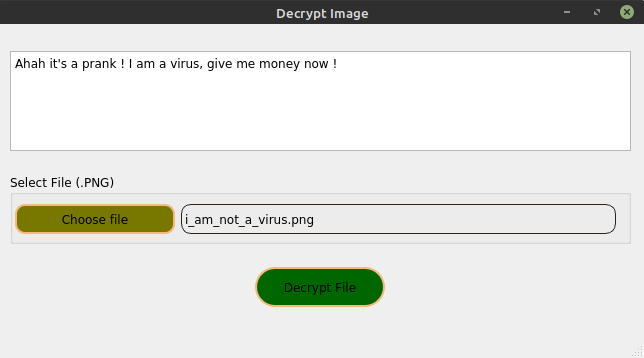 Decrypt Image
Ahah it's a prank ! I am a virus, give me money now !
Select File (.PNG)
Choose file
i_am_not_a_virus.png
Decrypt File